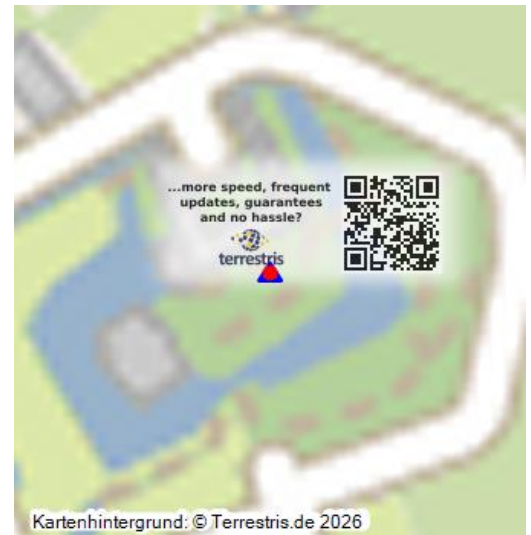 ...more speed, frequent
updates, guarantees
and no hassle?
terrestris
Kartenhintergrund: © Terrestris.de 2026